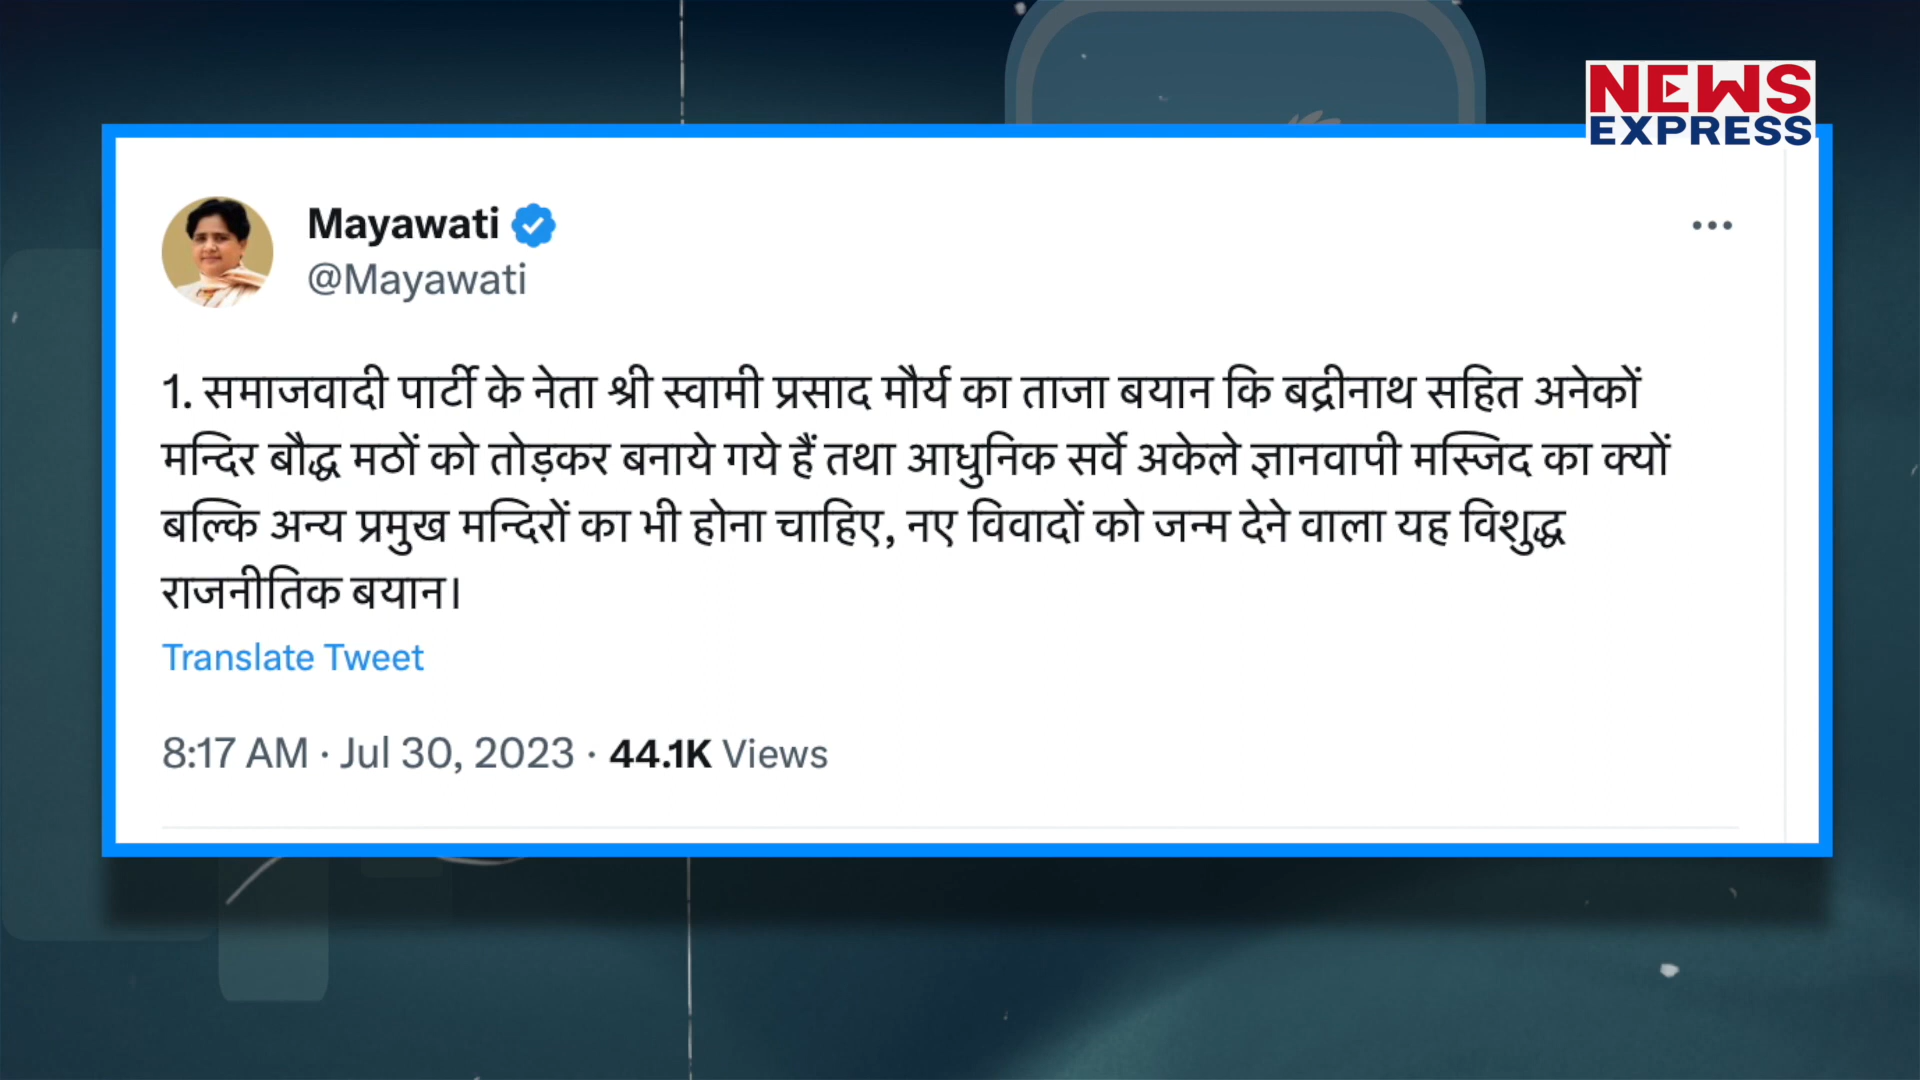 NEWS
EXPRESS
Mayawati
@Mayawati
1. समाजवादी पार्टी के नेता श्री स्वामी प्रसाद मौर्य का ताजा बयान कि बद्रीनाथ सहित अनेकों
मन्दिर बौद्ध मठों को तोड़कर बनाये गये हैं तथा आधुनिक सर्वे अकेले ज्ञानवापी मस्जिद का क्यों
बल्कि अन्य प्रमुख मन्दिरों का भी होना चाहिए, नए विवादों को जन्म देने वाला यह विशुद्ध
राजनीतिक बयान।
Translate Tweet
8:17 AM · Jul 30, 2023 · 44.1K Views